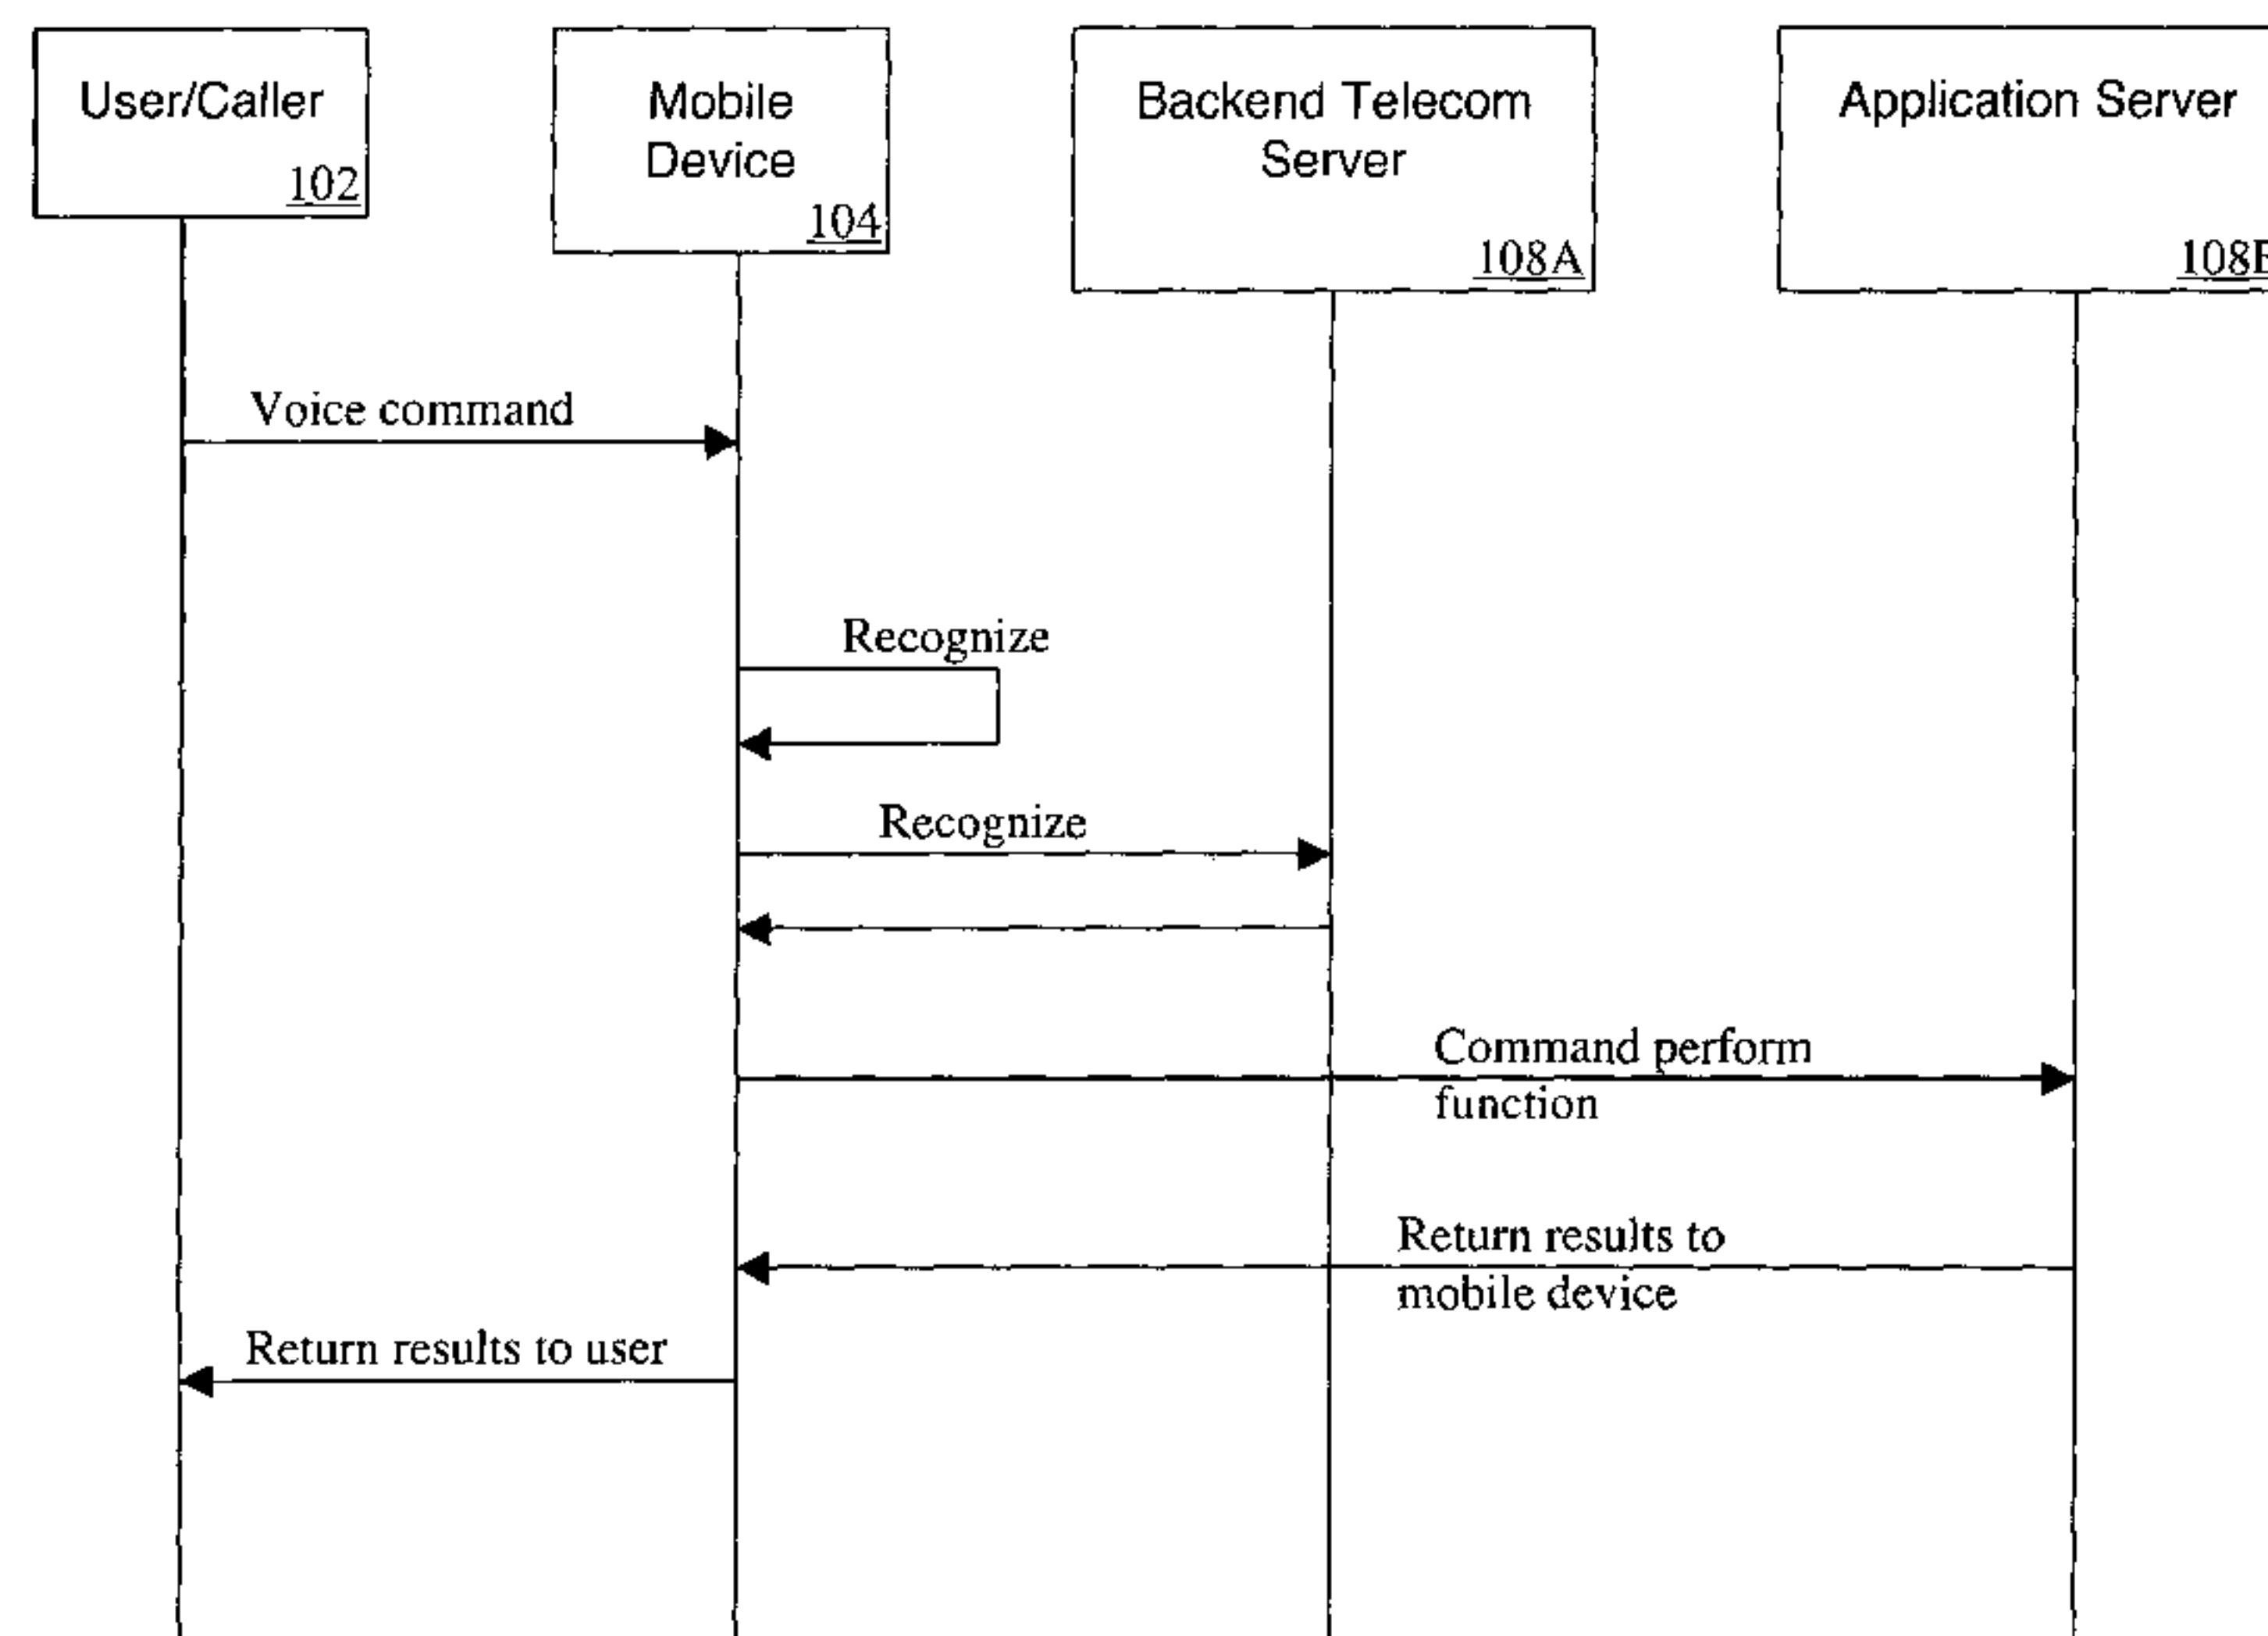 User/Caller
102
Mobile
Device
104
Backend Telecom
Server
108A
Application Server
Voice command
Recognize
Recognize
Command perform
function
Return results to
mobile device
Return results to user